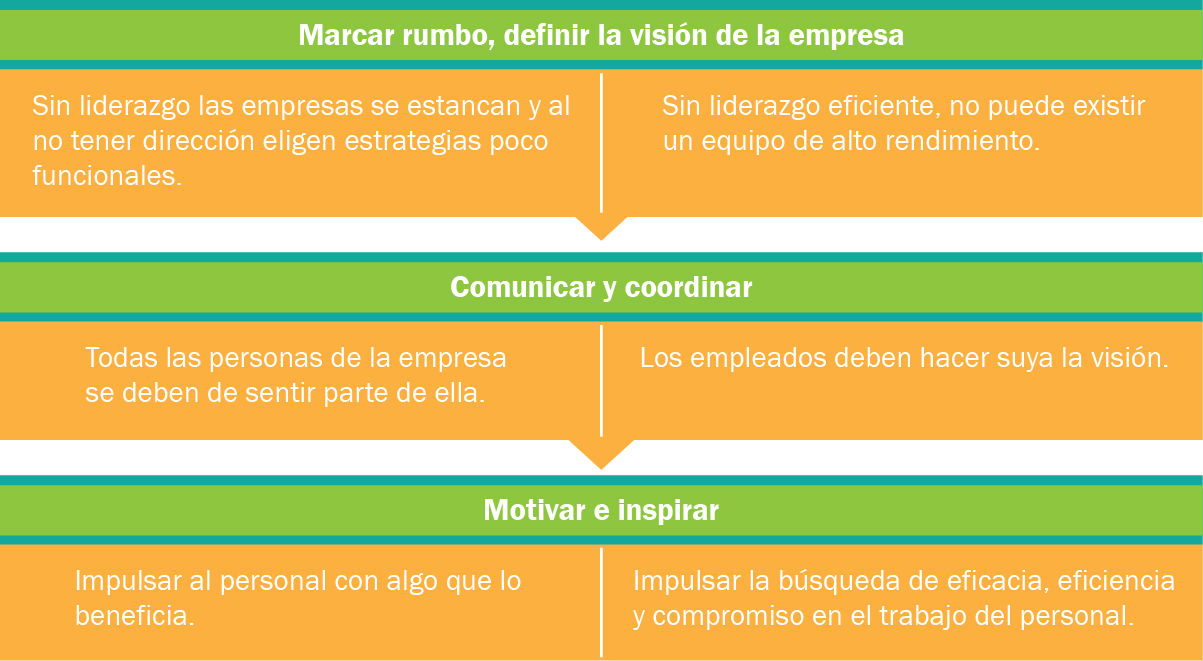 Marcar rumbo, definir la visión de la empresa
Sin liderazgo las empresas se estancan y al
no tener dirección eligen estrategias poco
funcionales.
Sin liderazgo eficiente, no puede existir
un equipo de alto rendimiento.
Comunicar y coordinar
Todas las personas de la empresa
se deben de sentir parte de ella.
Los empleados deben hacer suya la visión.
Motivar e inspirar
Impulsar al personal con algo que lo
beneficia.
Impulsar la búsqueda de eficacia, eficiencia
y compromiso en el trabajo del personal.